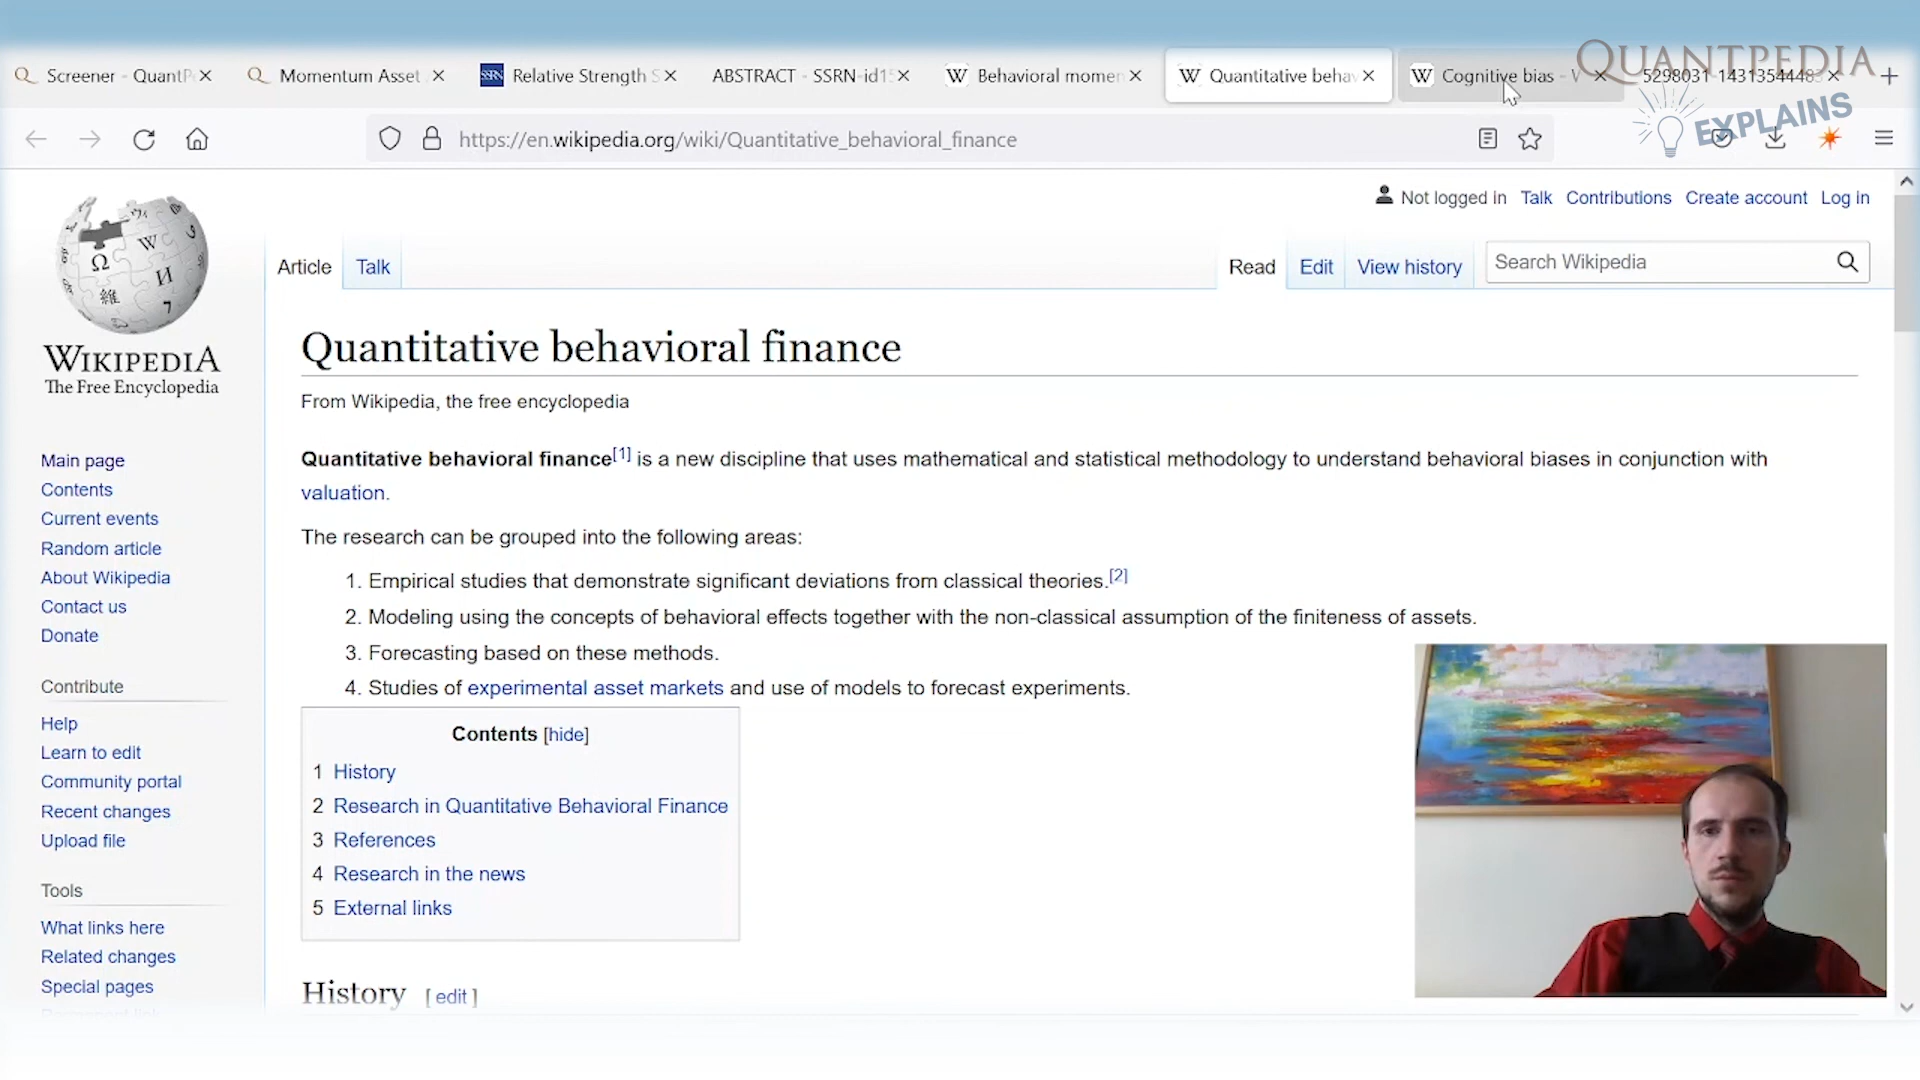 Screener - QuantP
Momentum Asset
SSRN
Relative Strength S
ABSTRACT - SSRN-id15
W
Behavioral momen
W
Quantitative behav
W
Cognitive bias - W
5298031-1431354448
QUANTPEDIA
EXPLAINS
https://en.wikipedia.org/wiki/Quantitative_behavioral_finance
Not logged in Talk Contributions Create account Log in
Article Talk
Read Edit View history
Search Wikipedia
WIKIPEDIA
The Free Encyclopedia
Main page
Contents
Current events
Random article
About Wikipedia
Contact us
Donate
Contribute
Help
Learn to edit
Community portal
Recent changes
Upload file
Tools
What links here
Related changes
Special pages
Quantitative behavioral finance
From Wikipedia, the free encyclopedia
Quantitative behavioral finance[1] is a new discipline that uses mathematical and statistical methodology to understand behavioral biases in conjunction with
valuation.
The research can be grouped into the following areas:
1. Empirical studies that demonstrate significant deviations from classical theories.[2]
2. Modeling using the concepts of behavioral effects together with the non-classical assumption of the finiteness of assets.
3. Forecasting based on these methods.
4. Studies of experimental asset markets and use of models to forecast experiments.
Contents [hide]
1 History
2 Research in Quantitative Behavioral Finance
3 References
4 Research in the news
5 External links
History [ edit ]